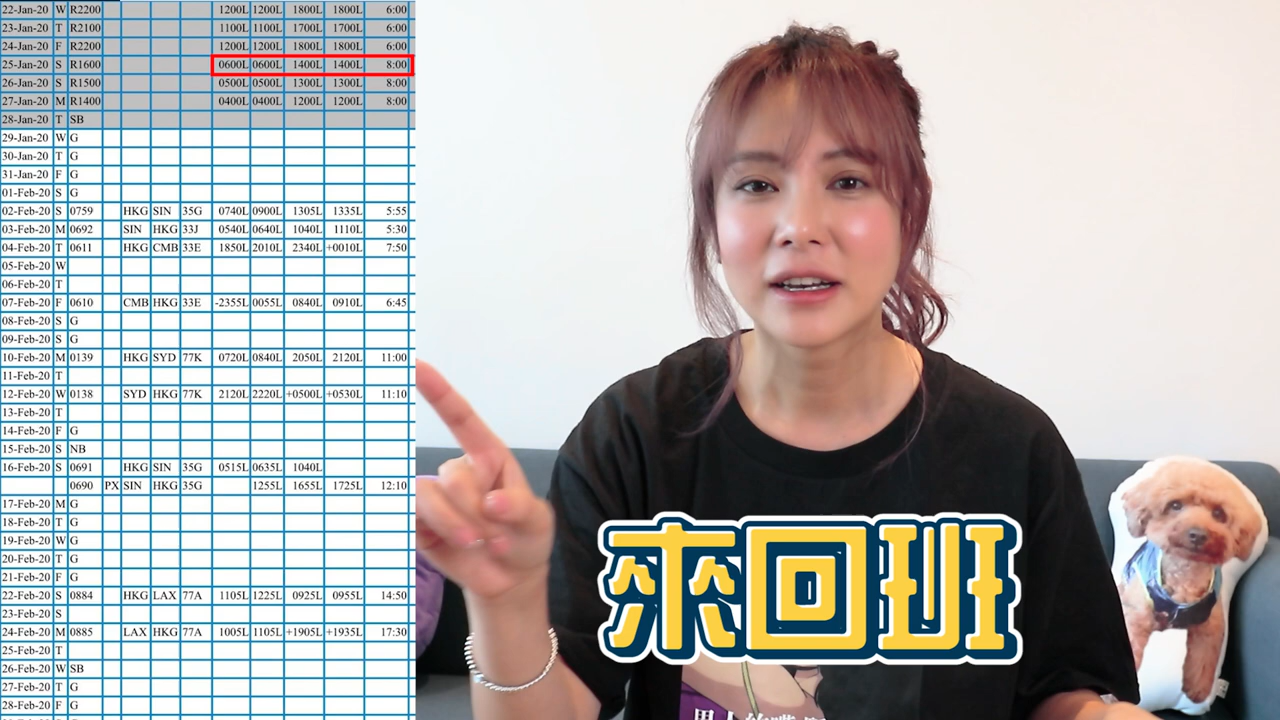 22-Jan-20 W R2200 1200L 1200L 1800L 1800L 6:00
23-Jan-20 T R2100 1100L 1100L 1700L 1700L 6:00
24-Jan-20 F R2200 1200L 1200L 1800L 1800L 6:00
25-Jan-20 S R1600 0600L 0600L 1400L 1400L 8:00
26-Jan-20 S R1500 0500L 0500L 1300L 1300L 8:00
27-Jan-20 M R1400 0400L 0400L 1200L 1200L 8:00
28-Jan-20 T SB
29-Jan-20 W G
30-Jan-20 T G
31-Jan-20 F G
01-Feb-20 S G
02-Feb-20 S 0759 HKG SIN 35G 0740L 0900L 1305L 1335L 5:55
03-Feb-20 M 0692 SIN HKG 33J 0540L 0640L 1040L 1110L 5:30
04-Feb-20 T 0611 HKG CMB 33E 1850L 2010L 2340L +0010L 7:50
05-Feb-20 W
06-Feb-20 T
07-Feb-20 F 0610 CMB HKG 33E -2355L 0055L 0840L 0910L 6:45
08-Feb-20 S G
09-Feb-20 S G
10-Feb-20 M 0139 HKG SYD 77K 0720L 0840L 2050L 2120L 11:00
11-Feb-20 T
12-Feb-20 W 0138 SYD HKG 77K 2120L 2220L +0500L +0530L 11:10
13-Feb-20 T
14-Feb-20 F G
15-Feb-20 S NB
16-Feb-20 S 0691 HKG SIN 35G 0515L 0635L 1040L
0690 PX SIN HKG 35G 1255L 1655L 1725L 12:10
17-Feb-20 M G
18-Feb-20 T G
19-Feb-20 W G
20-Feb-20 T G
21-Feb-20 F G
22-Feb-20 S 0884 HKG LAX 77A 1105L 1225L 0925L 0955L 14:50
23-Feb-20 S
24-Feb-20 M 0885 LAX HKG 77A 1005L 1105L +1905L +1935L 17:30
25-Feb-20 T
26-Feb-20 W SB
27-Feb-20 T G
28-Feb-20 F G
來回班